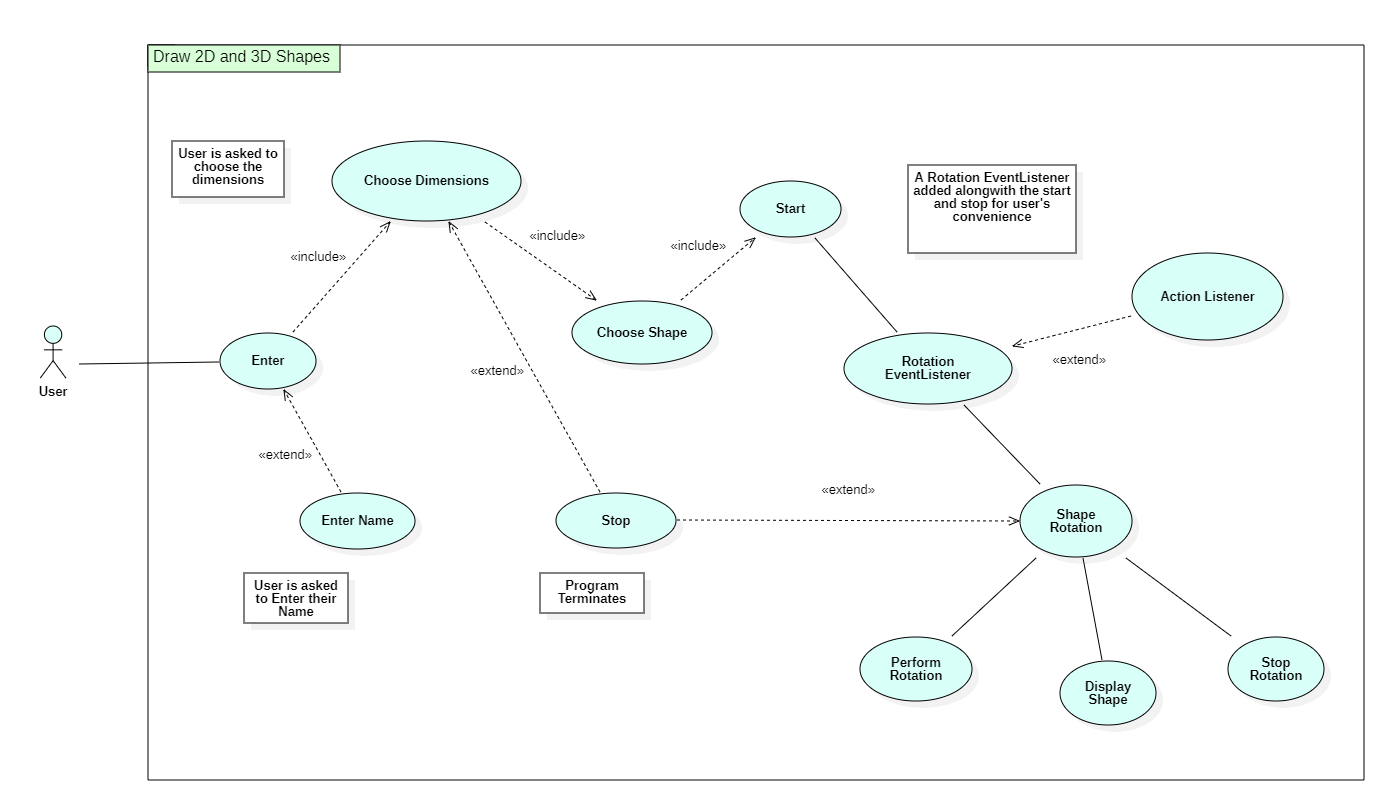 Draw 2D and 3D Shapes
User is asked to
choose the
dimensions
Choose Dimensions
Start
A Rotation EventListener
added alongwith the start
and stop for user's
convenience
«include»
«include»
«include»
Action Listener
Choose Shape
User
Enter
Rotation
EventListener
«extend»
«extend»
«extend»
«extend»
Enter Name
Stop
Shape
Rotation
User is asked
to Enter their
Name
Program
Terminates
Perform
Rotation
Display
Shape
Stop
Rotation